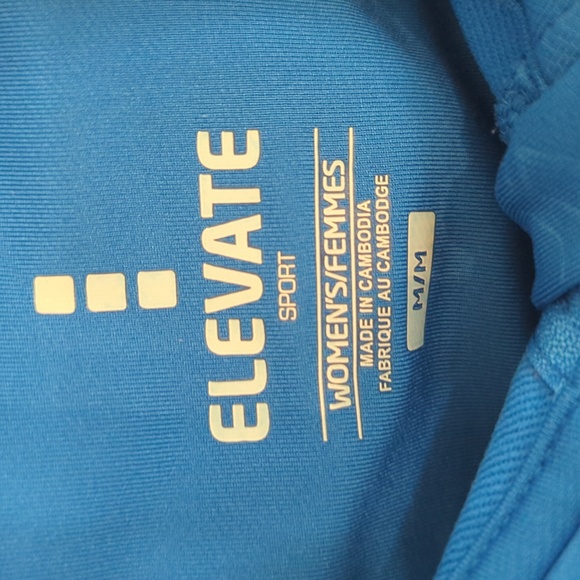 ELEVATE
SPORT
WOMEN'S/FEMMES
MADE IN CAMBODIA
FABRIQUE AU CAMBODGE
M/M